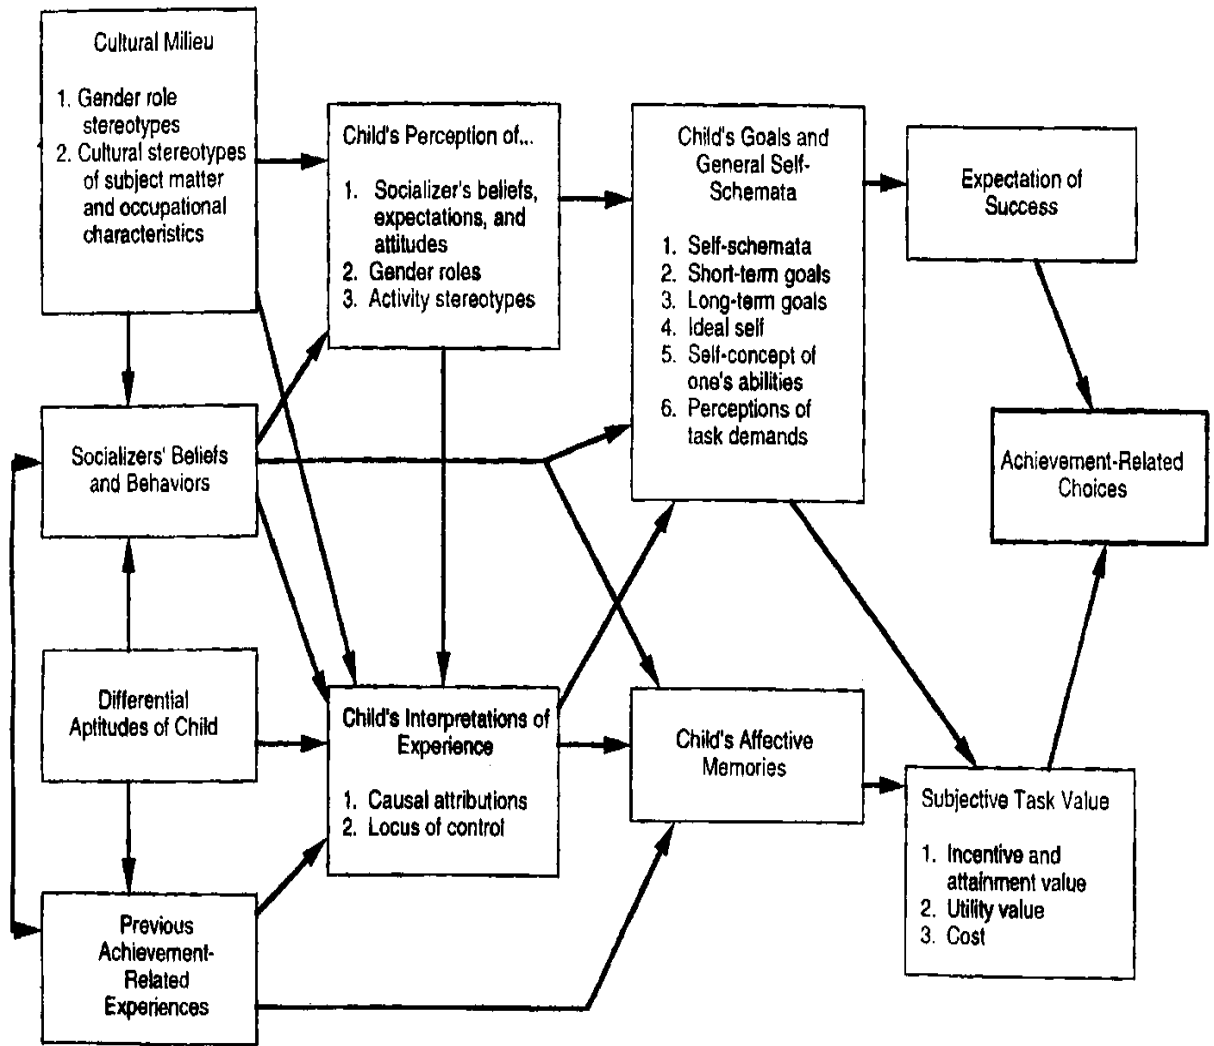 Cultural Milieu
1. Gender role
stereotypes
2. Cultural stereotypes
of subject matter
and occupational
characteristics
Child's Perception of...
1. Socializer's beliefs,
expectations, and
attitudes
2. Gender roles
3. Activity stereotypes
Child's Goals and
General Self-
Schemata
1. Self-schemata
2. Short-term goals
3. Long-term goals
4. Ideal self
5. Self-concept of
one's abilities
6. Perceptions of
task demands
Expectation of
Success
Socializers' Beliefs
and Behaviors
Achievement-Related
Choices
Differential
Aptitudes of Child
Child's Interpretations of
Experience
1. Causal attributions
2. Locus of control
Child's Affective
Memories
Subjective Task Value
1. Incentive and
attainment value
2. Utility value
3. Cost
Previous
Achievement-
Related
Experiences